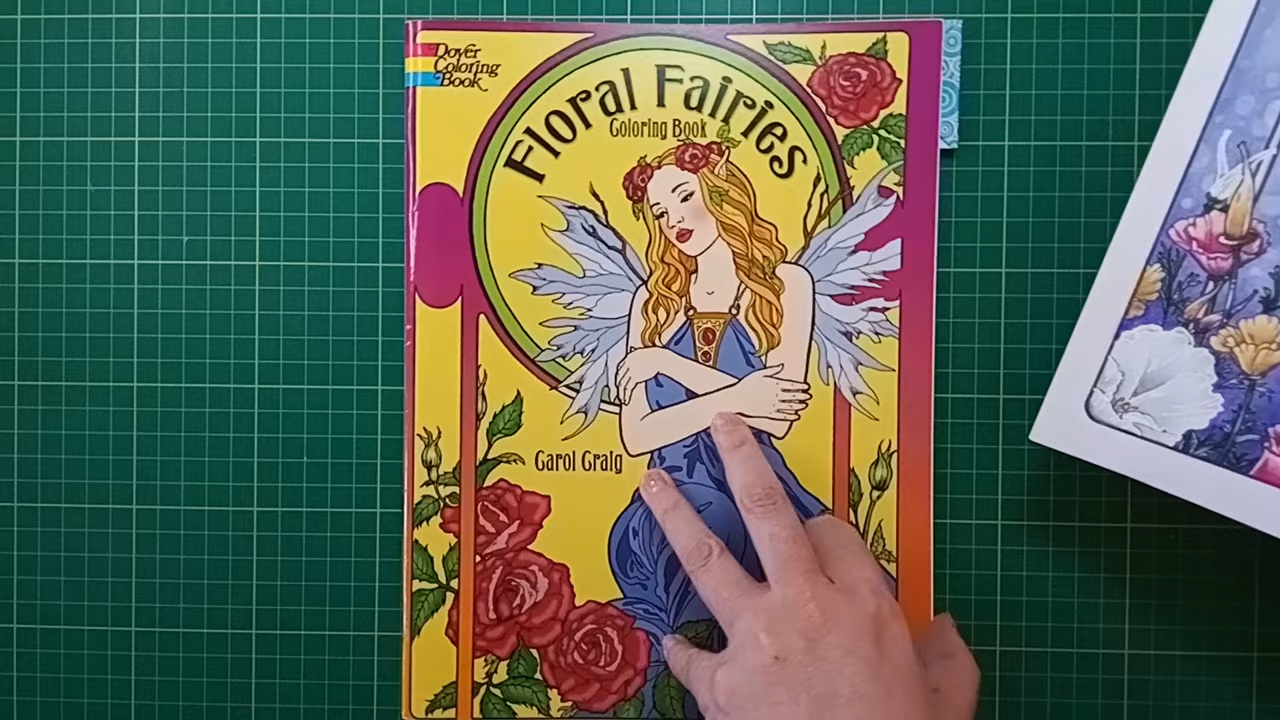 Dover
Coloring
Book
Floral Fairies
Coloring Book
Carol Craig